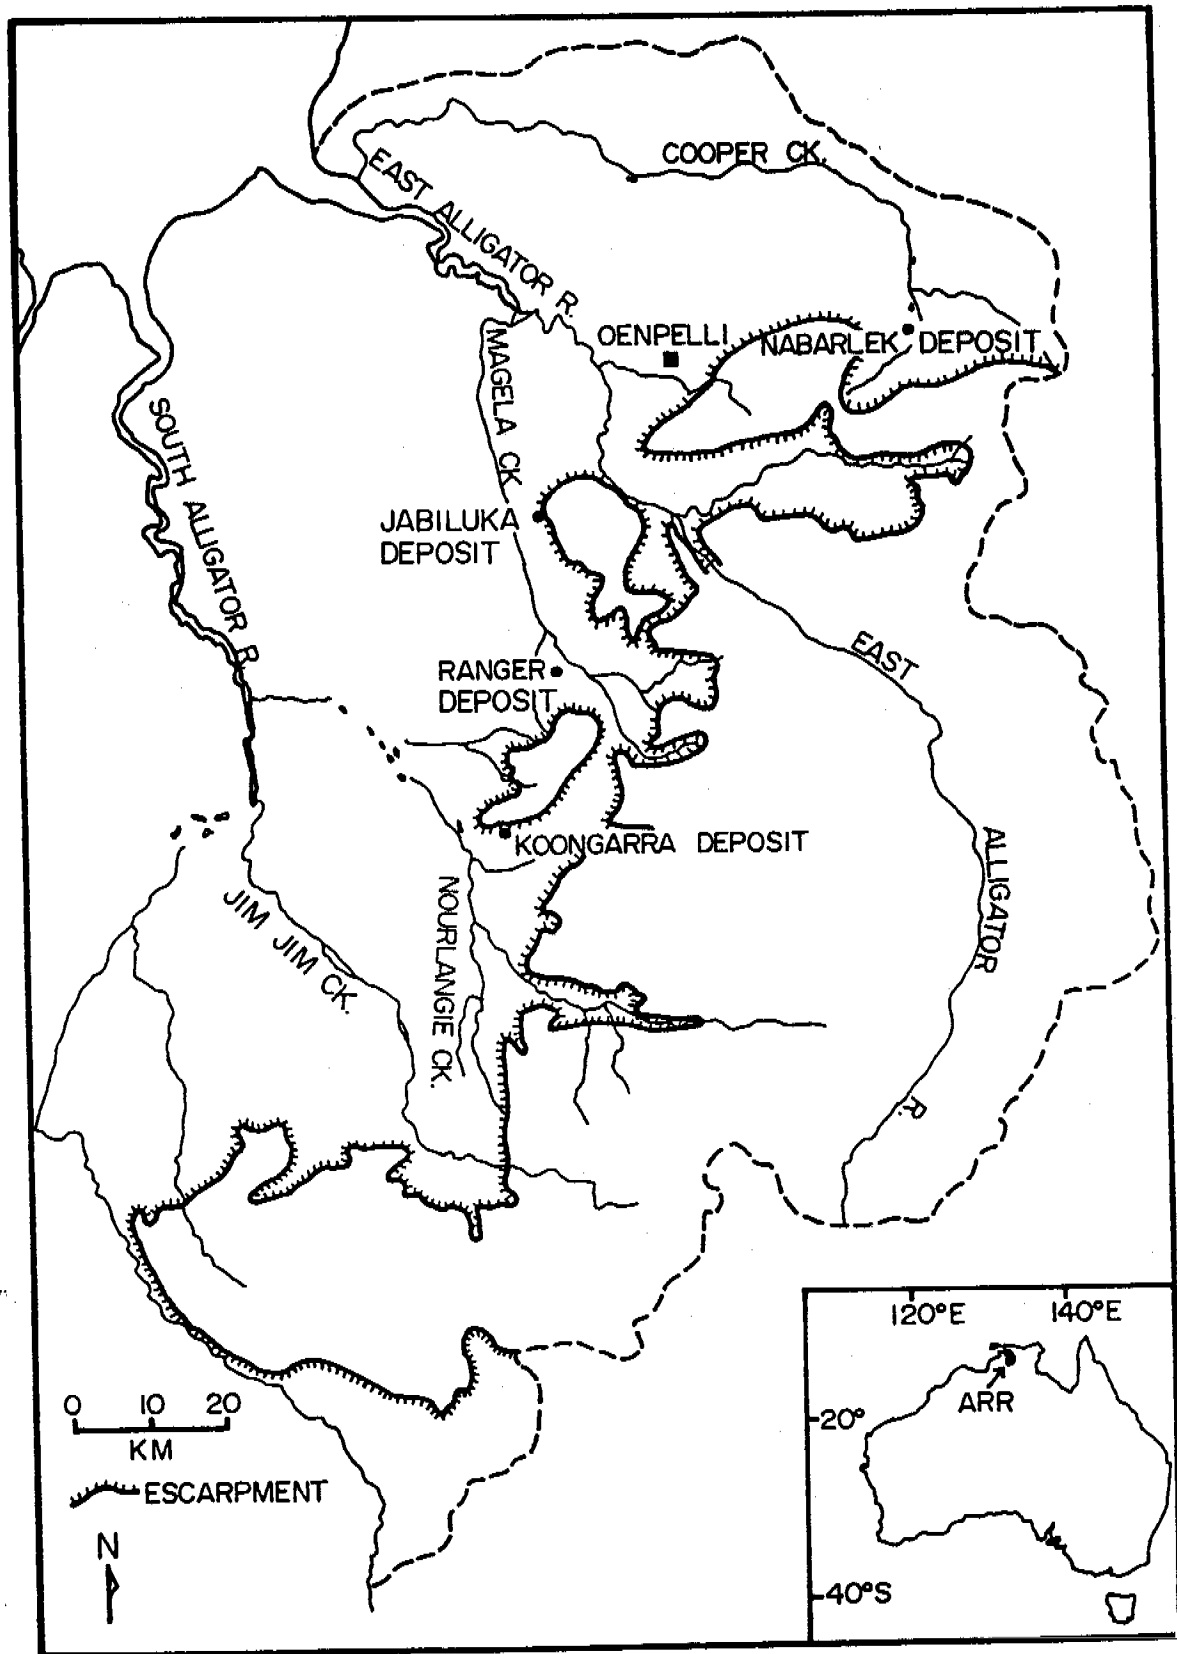 COOPER CK.
EAST ALLIGATOR R.
OENPELLI
NABARLEK DEPOSIT
MAGELA CK
SOUTH ALLIGATOR R.
JABILUKA
DEPOSIT
EAST ALLIGATOR R.
RANGER
DEPOSIT
KOONGARRA DEPOSIT
JIM JIM CK.
NOURLANGIE CK.
0 10 20
KM
ESCARPMENT
N
120°E 140°E
ARR
20°
40°S